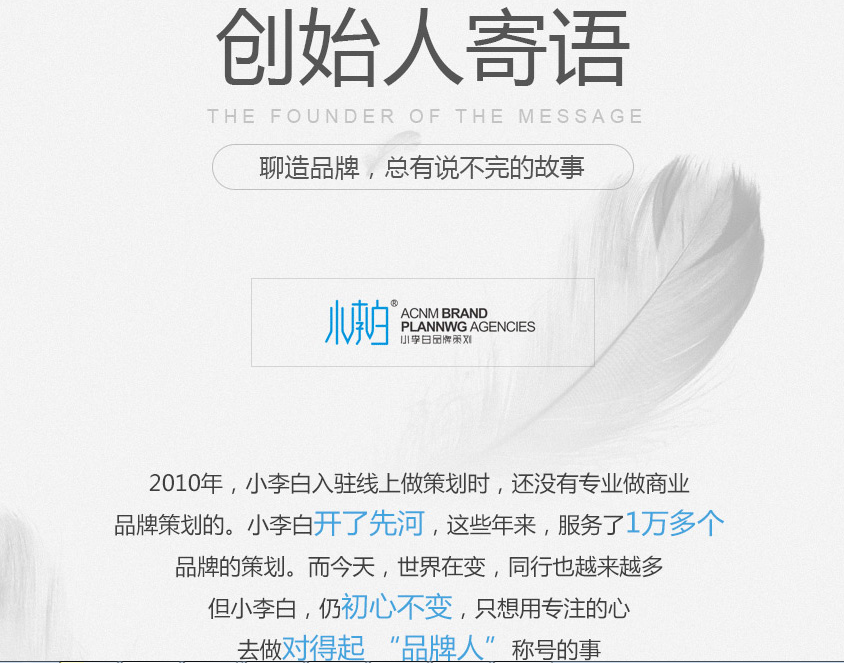 创始人寄语
THE FOUNDER OF THE MESSAGE
聊造品牌，总有说不完的故事
小李白® ACNM BRAND
PLANNWG AGENCIES
小李白品牌策划
2010年，小李白入驻线上做策划时，还没有专业做商业
品牌策划的。小李白开了先河，这些年来，服务了1万多个
品牌的策划。而今天，世界在变，同行也越来越多
但小李白，仍初心不变，只想用专注的心
去做对得起 “品牌人” 称号的事